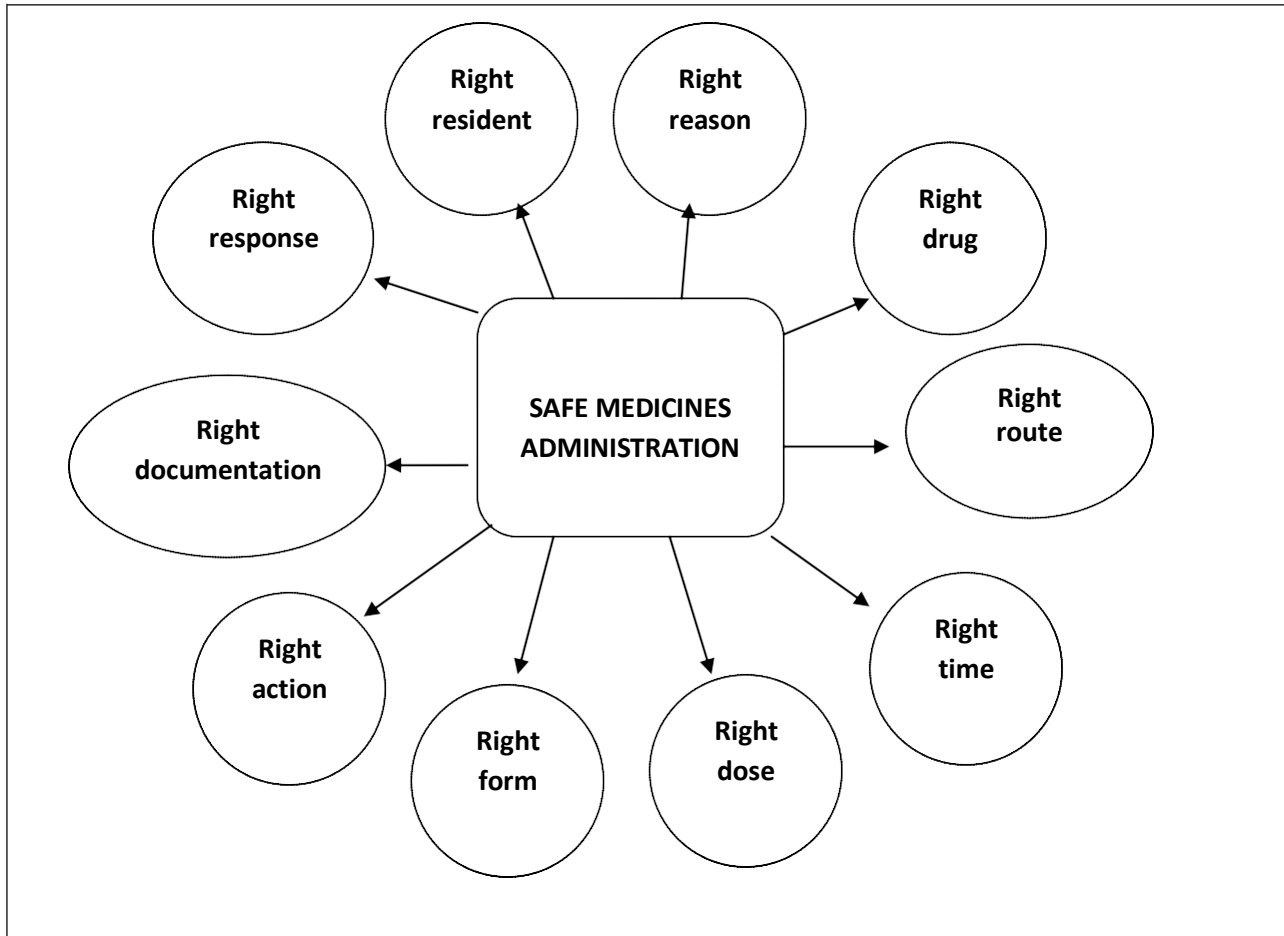 Right
resident
Right
reason
Right
drug
Right
response
SAFE MEDICINES
ADMINISTRATION
Right
route
Right
documentation
Right
time
Right
action
Right
form
Right
dose